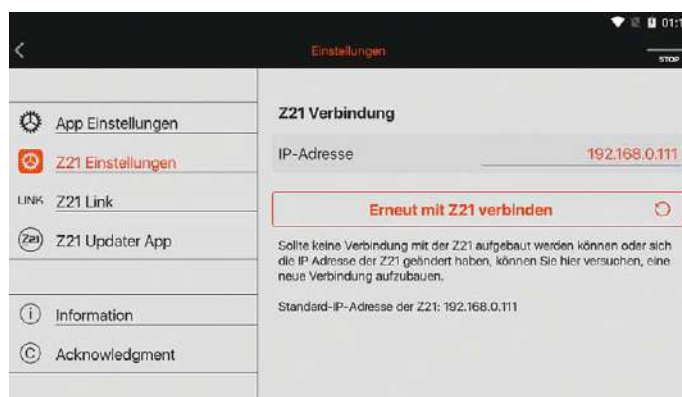 Einstellungen
STOP
App Einstellungen
Z21 Einstellungen
LINK Z21 Link
Z21 Z21 Updater App
i Information
C Acknowledgment
Z21 Verbindung
IP-Adresse 192.168.0.111
Erneut mit Z21 verbinden
Sollte keine Verbindung mit der Z21 aufgebaut werden können oder sich
die IP Adresse der Z21 geändert haben, können Sie hier versuchen, eine
neue Verbindung aufzubauen.
Standard-IP-Adresse der Z21: 192.168.0.111